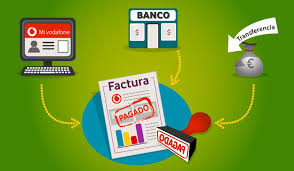 Mi vodafone
BANCO
Transferencia
€
Factura
PAGADO
PAGADO